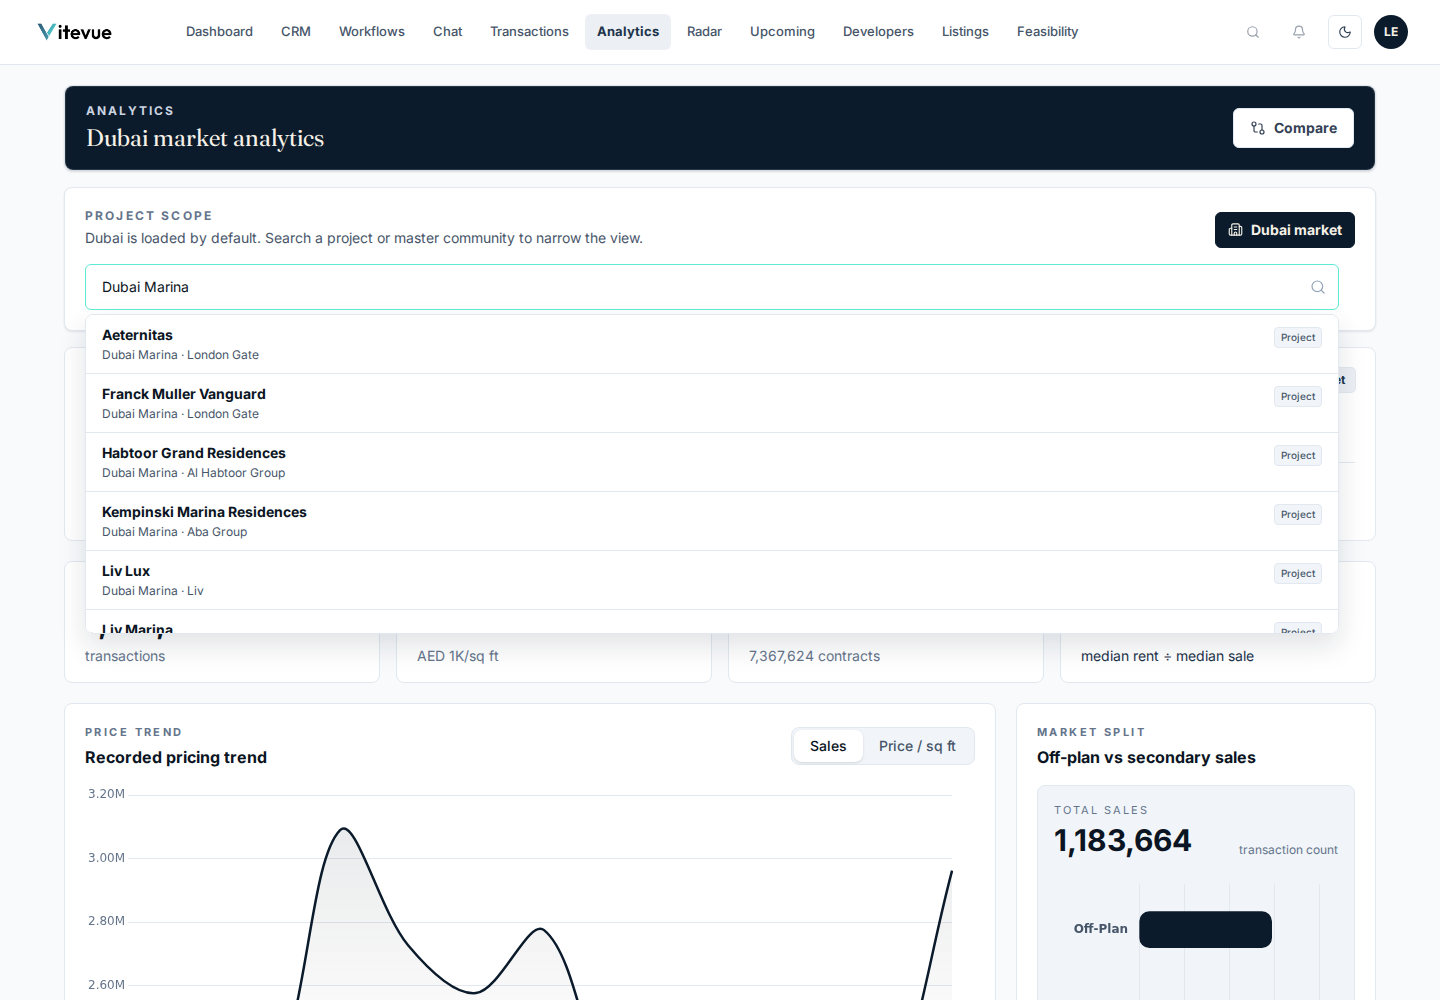 Vitevue
Dashboard CRM Workflows Chat Transactions Analytics Radar Upcoming Developers Listings Feasibility LE
ANALYTICS
Dubai market analytics
Compare
PROJECT SCOPE
Dubai is loaded by default. Search a project or master community to narrow the view.
Dubai market
Dubai Marina
Aeternitas
Project
Dubai Marina · London Gate
Franck Muller Vanguard
Project
Dubai Marina · London Gate
Habtoor Grand Residences
Project
Dubai Marina · Al Habtoor Group
Kempinski Marina Residences
Project
Dubai Marina · Aba Group
Liv Lux
Project
Dubai Marina · Liv
Liv Marina
Project
transactions
AED 1K/sq ft
7,367,624 contracts
median rent ÷ median sale
PRICE TREND
Recorded pricing trend
Sales Price / sq ft
3.20M
3.00M
2.80M
2.60M
MARKET SPLIT
Off-plan vs secondary sales
TOTAL SALES
1,183,664
transaction count
Off-Plan